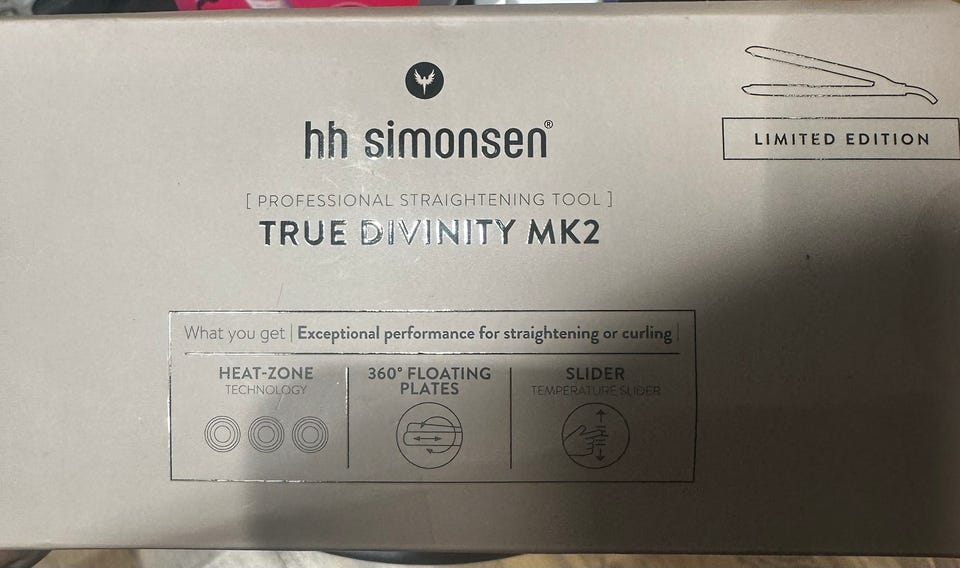 hh simonsen®
LIMITED EDITION
[ PROFESSIONAL STRAIGHTENING TOOL ]
TRUE DIVINITY MK2
What you get | Exceptional performance for straightening or curling |
HEAT-ZONE
TECHNOLOGY
360° FLOATING
PLATES
SLIDER
TEMPERATURE SLIDER